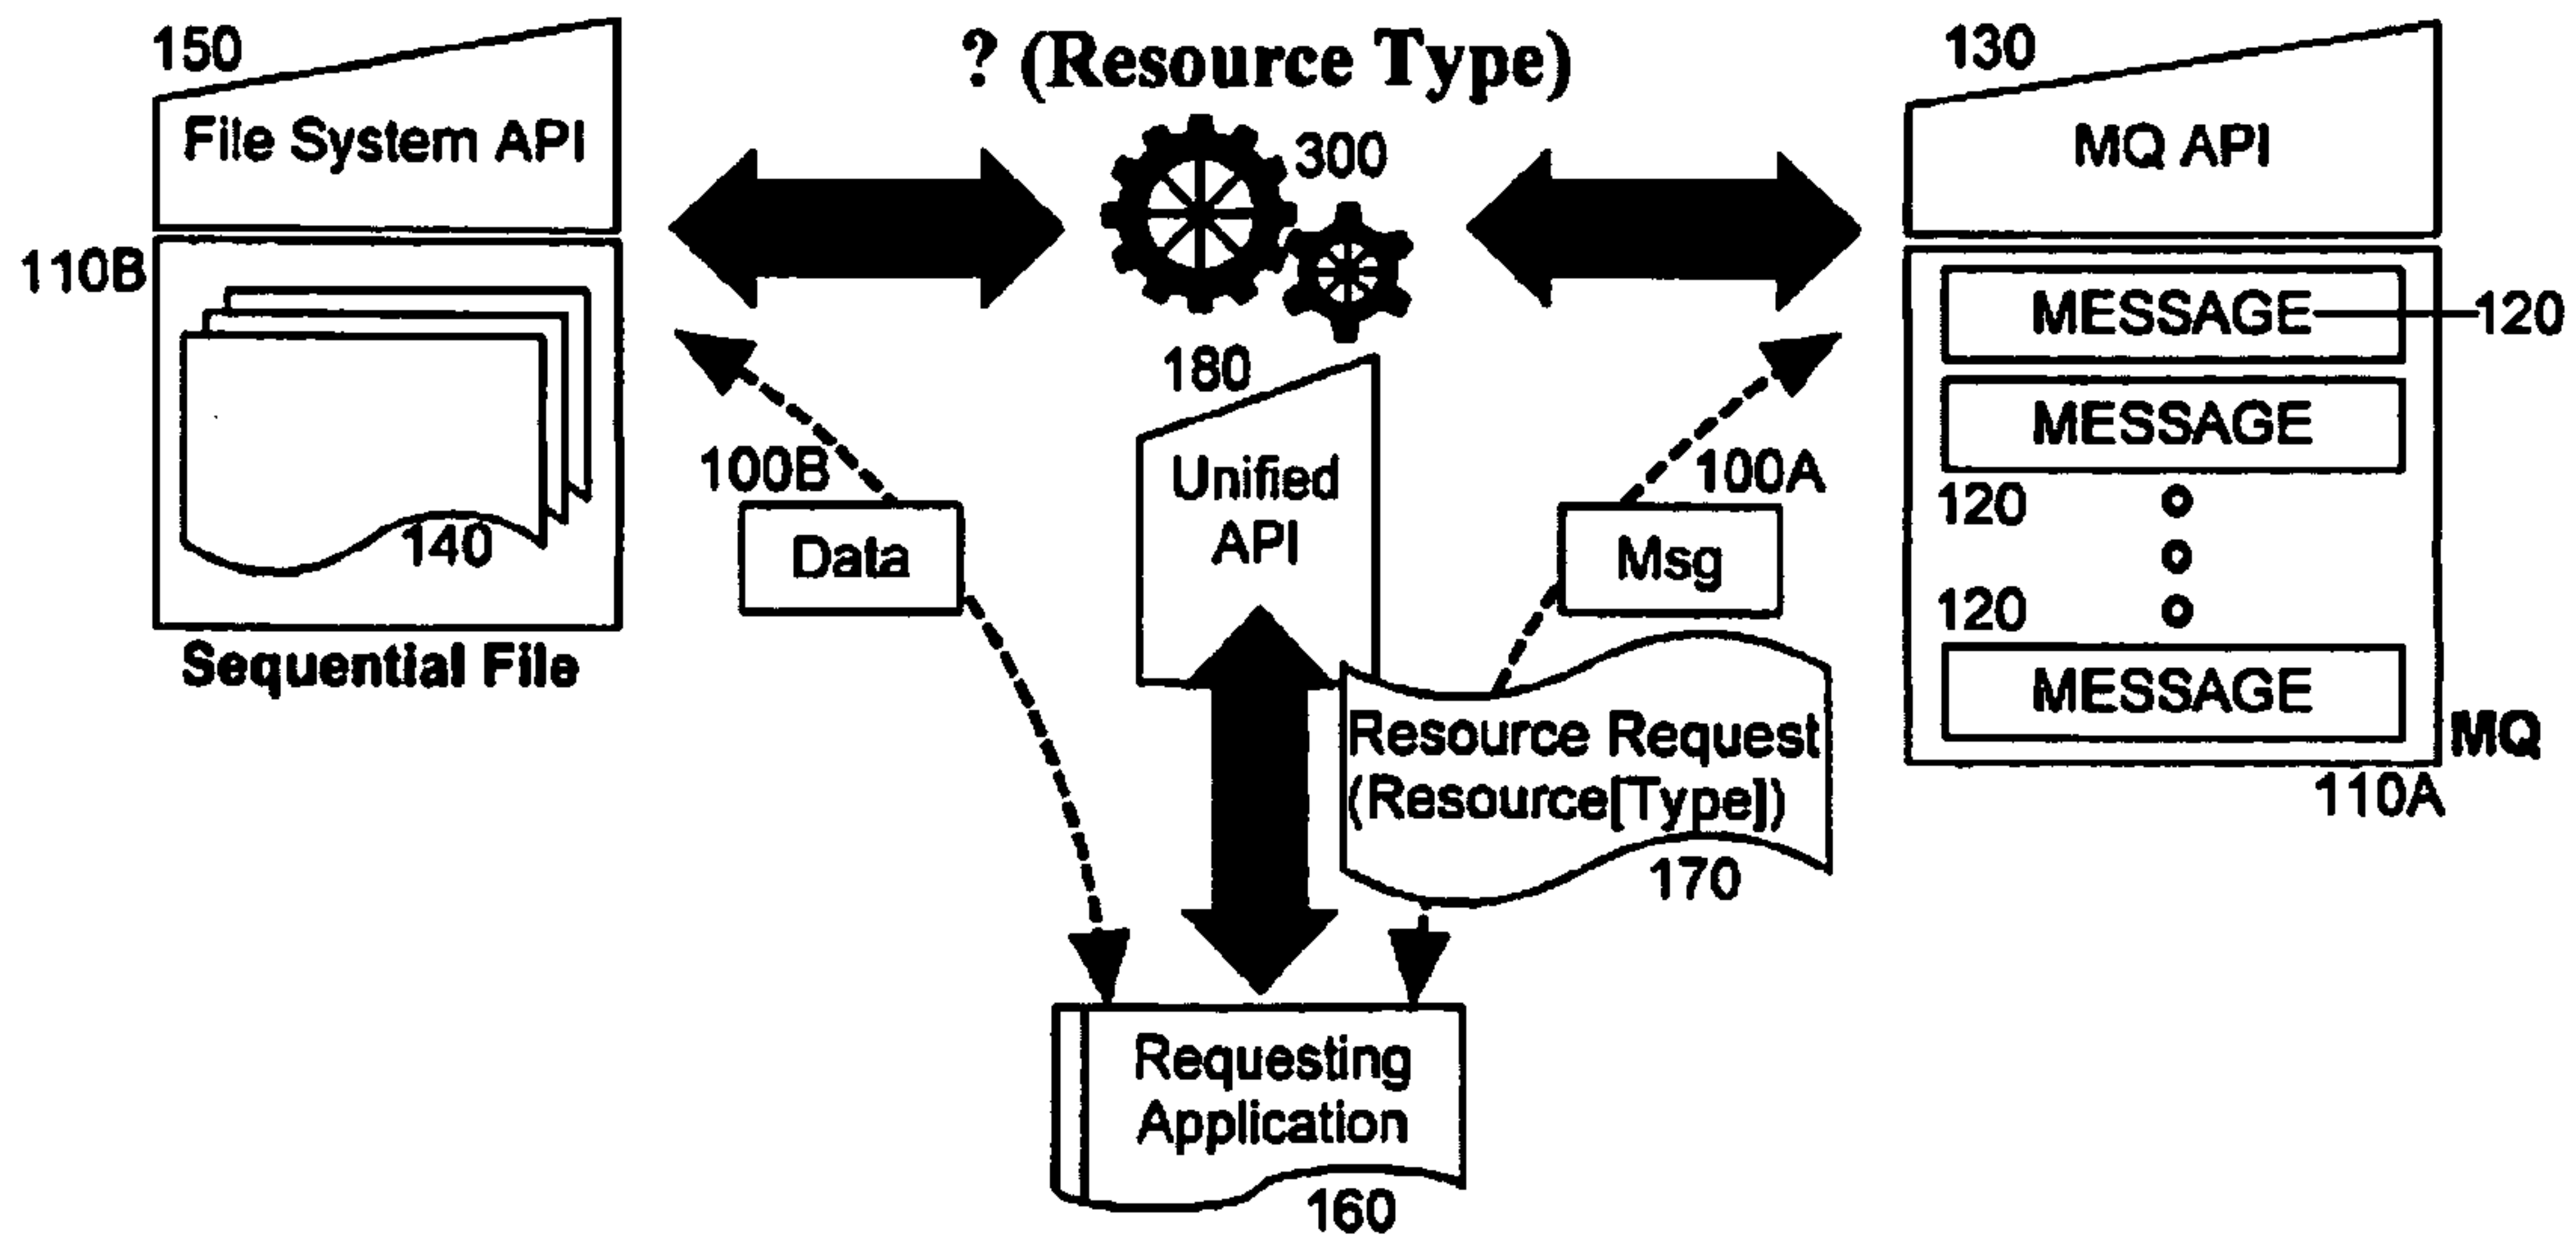 150
? (Resource Type)
130
File System API
300
MQ API
110B
MESSAGE
120
180
MESSAGE
100B
Unified
API
100A
120
Data
Msg
140
120
Sequential File
MESSAGE
Resource Request
(Resource[Type])
MQ
110A
170
Requesting
Application
160